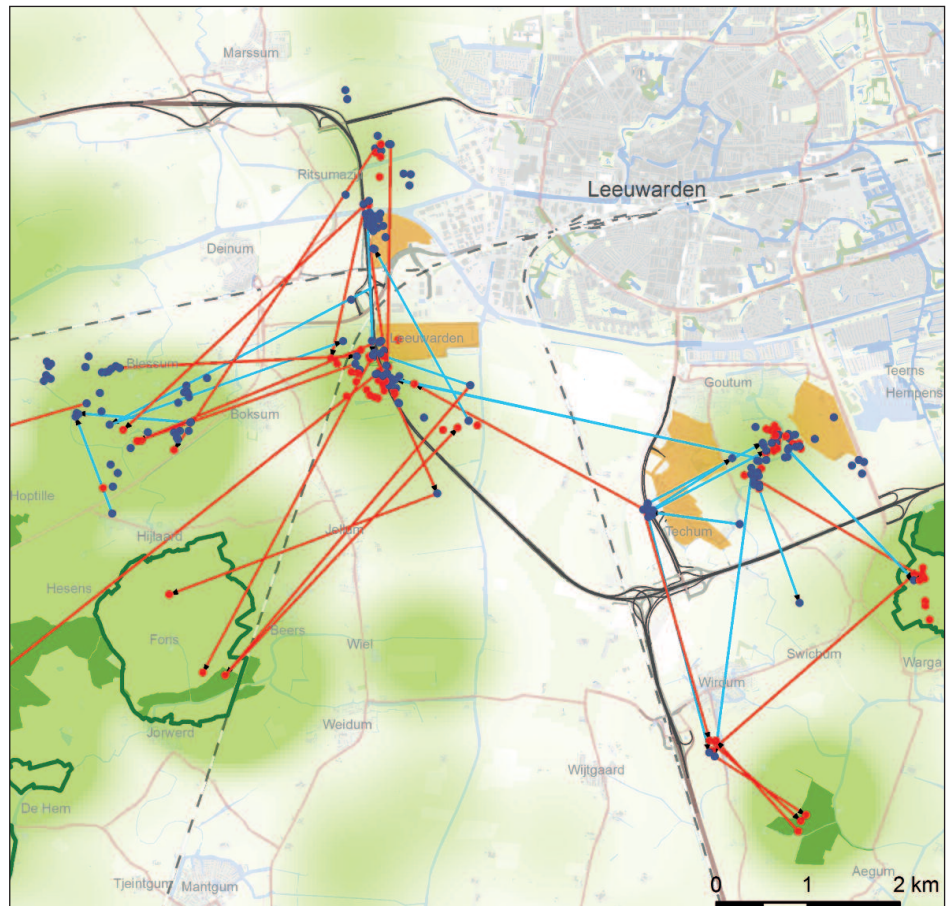 Marssum
Leeuwarden
Ritsumazijl
Deinum
Leeuwarden
Blessum
Goutum
Teerns
Hempens
Boksum
Hoptille
Techum
Hijlaard
Jellum
Hesens
Fons
Beers
Wiel
Swichum
Warga
Wirdum
Jorwerd
Weidum
Wijtgaard
De Hem
Aegum
Tjeintgum
Mantgum
0 1 2 km